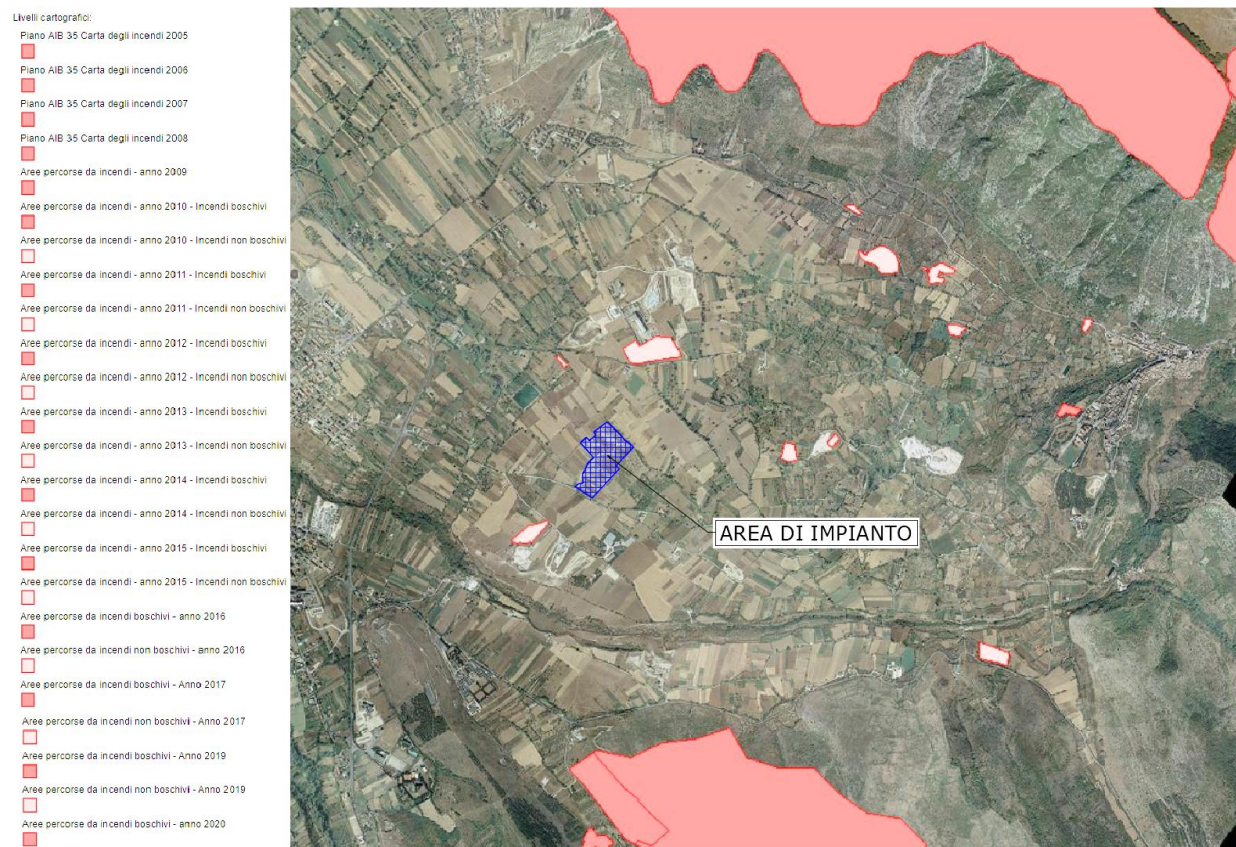 Livelli cartografici:
Piano AIB 35 Carta degli incendi 2005
Piano AIB 35 Carta degli incendi 2006
Piano AIB 35 Carta degli incendi 2007
Piano AIB 35 Carta degli incendi 2008
Aree percorse da incendi - anno 2009
Aree percorse da incendi - anno 2010 - Incendi boschivi
Aree percorse da incendi - anno 2010 - Incendi non boschivi
Aree percorse da incendi - anno 2011 - Incendi boschivi
Aree percorse da incendi - anno 2011 - Incendi non boschivi
Aree percorse da incendi - anno 2012 - Incendi boschivi
Aree percorse da incendi - anno 2012 - Incendi non boschivi
Aree percorse da incendi - anno 2013 - Incendi boschivi
Aree percorse da incendi - anno 2013 - Incendi non boschivi
Aree percorse da incendi - anno 2014 - Incendi boschivi
Aree percorse da incendi - anno 2014 - Incendi non boschivi
Aree percorse da incendi - anno 2015 - Incendi boschivi
Aree percorse da incendi - anno 2015 - Incendi non boschivi
Aree percorse da incendi boschivi - anno 2016
Aree percorse da incendi non boschivi - anno 2016
Aree percorse da incendi boschivi - Anno 2017
Aree percorse da incendi non boschivi - Anno 2017
Aree percorse da incendi boschivi - Anno 2019
Aree percorse da incendi non boschivi - Anno 2019
Aree percorse da incendi boschivi - anno 2020
AREA DI IMPIANTO